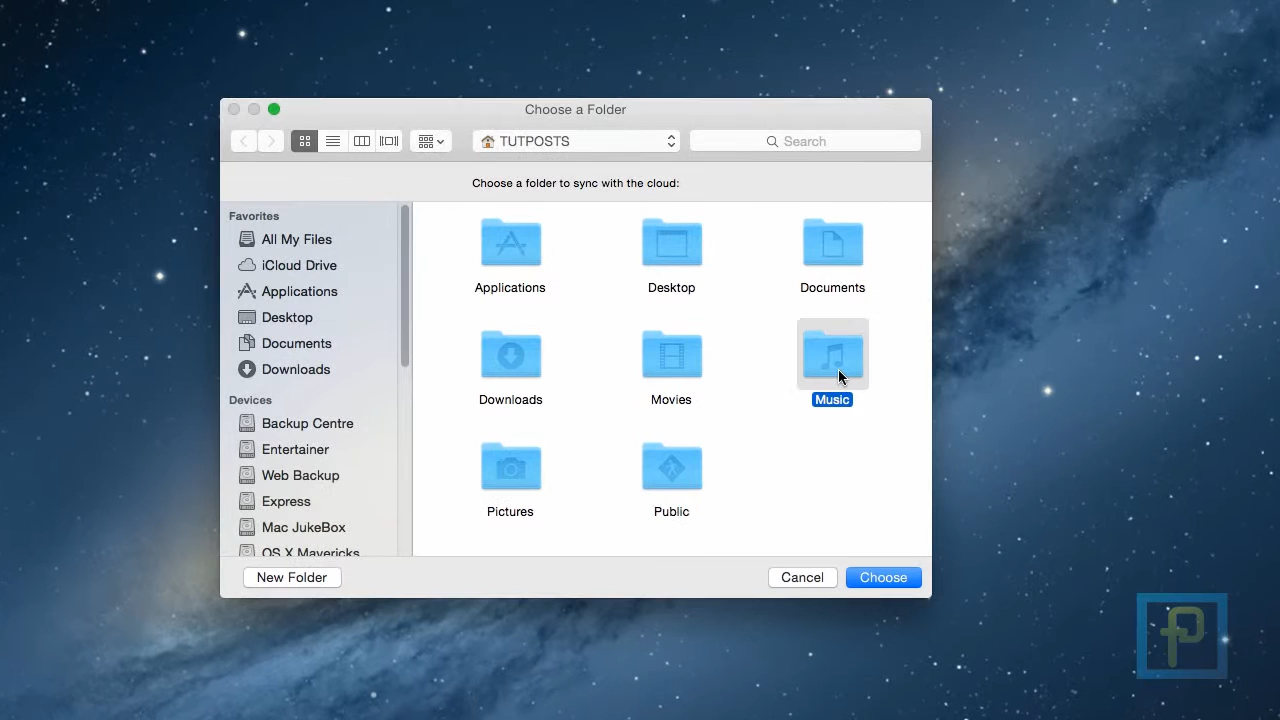 Choose a Folder
TUTPOSTS
Search
Choose a folder to sync with the cloud:
Favorites
All My Files
iCloud Drive
Applications
Desktop
Documents
Downloads
Devices
Backup Centre
Entertainer
Web Backup
Express
Mac JukeBox
OS X Mavericks
Applications
Desktop
Documents
Downloads
Movies
Music
Pictures
Public
New Folder
Cancel
Choose